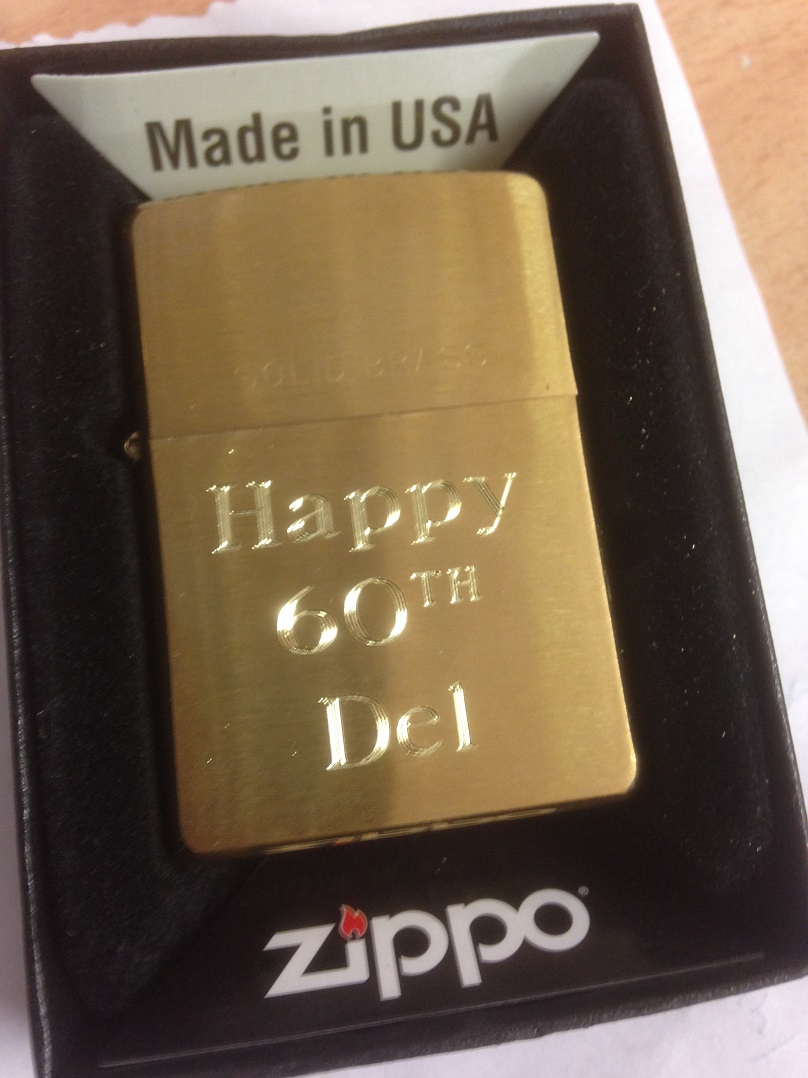 Made in USA
SOLID BRASS
Happy
60TH
Del
zippo